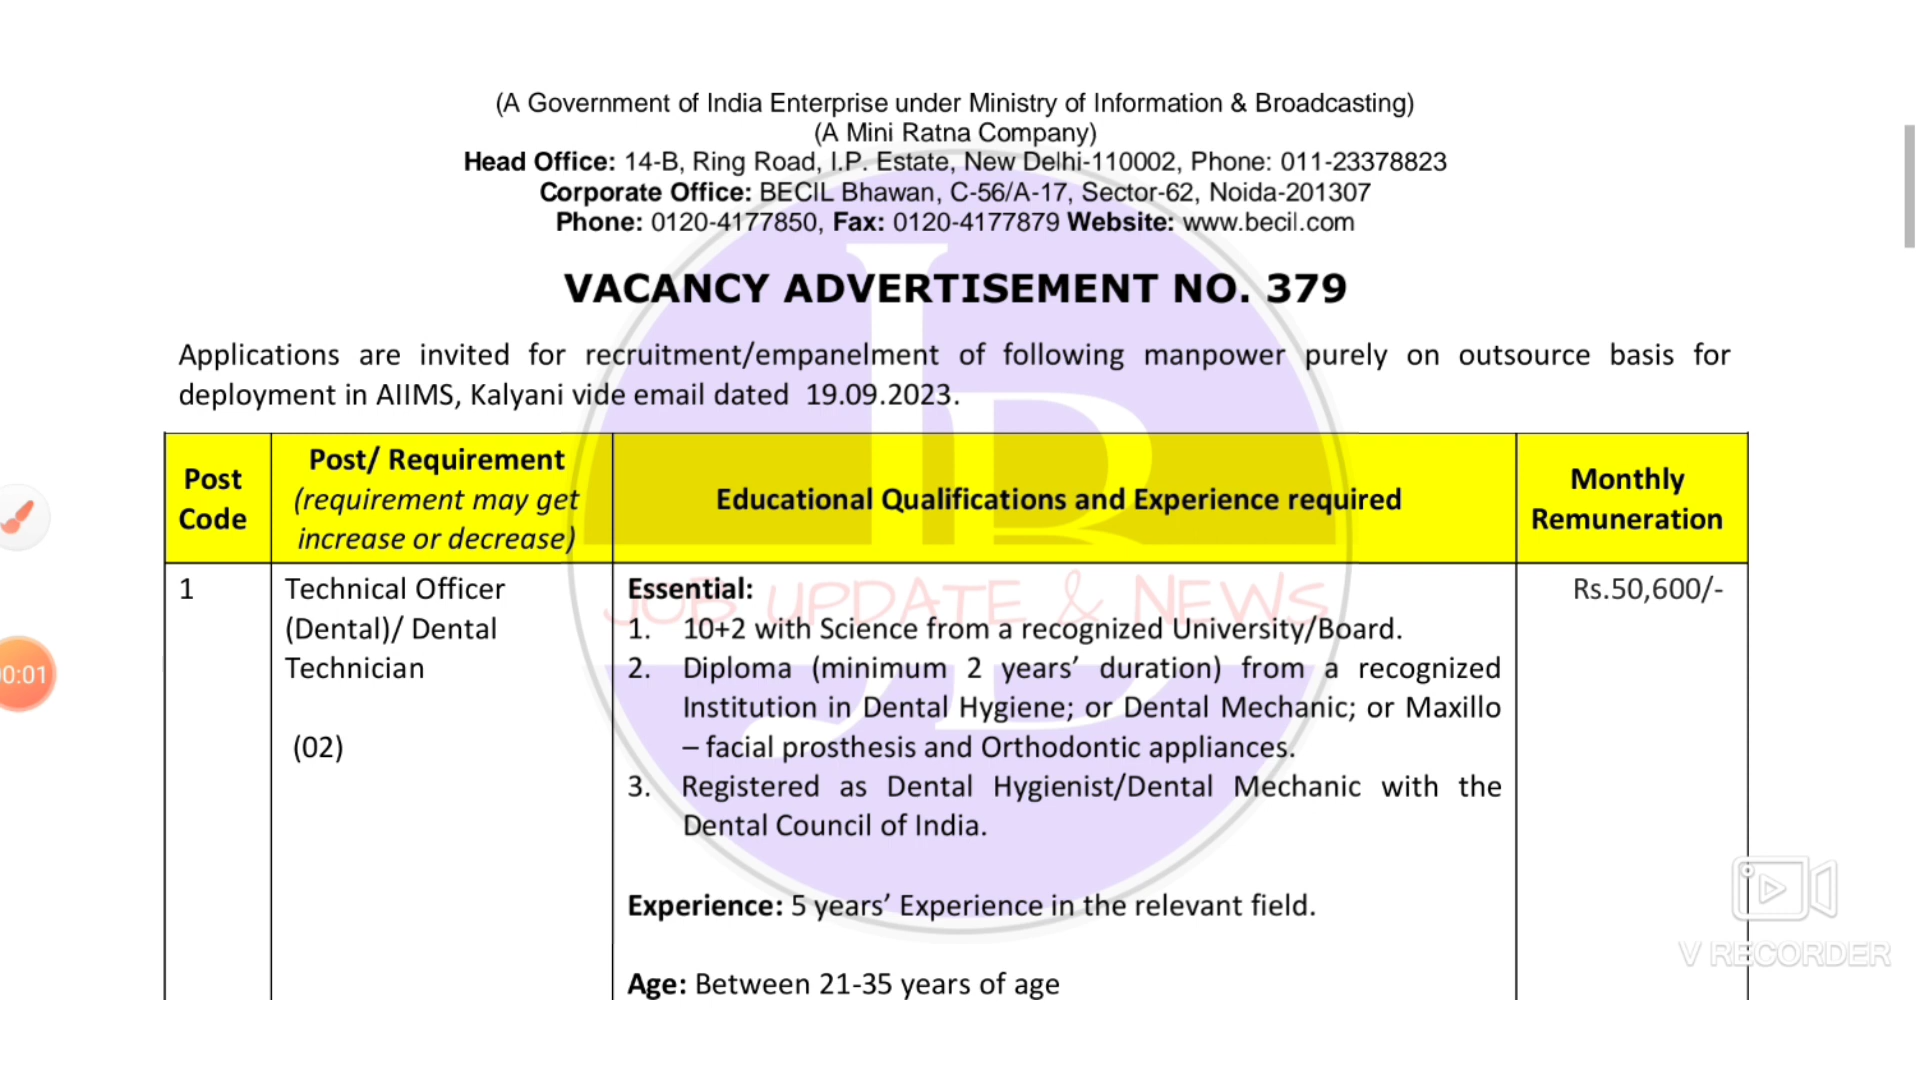 (A Government of India Enterprise under Ministry of Information & Broadcasting)
(A Mini Ratna Company)
Head Office: 14-B, Ring Road, I.P. Estate, New Delhi-110002, Phone: 011-23378823
Corporate Office: BECIL Bhawan, C-56/A-17, Sector-62, Noida-201307
Phone: 0120-4177850, Fax: 0120-4177879 Website: www.becil.com
VACANCY ADVERTISEMENT NO. 379
Applications are invited for recruitment/empanelment of following manpower purely on outsource basis for
deployment in AIIMS, Kalyani vide email dated 19.09.2023.
Post
Code
Post/ Requirement
(requirement may get
increase or decrease)
Educational Qualifications and Experience required
Monthly
Remuneration
1
Technical Officer
(Dental)/ Dental
Technician
(02)
Essential:
1. 10+2 with Science from a recognized University/Board.
2. Diploma (minimum 2 years’ duration) from a recognized
Institution in Dental Hygiene; or Dental Mechanic; or Maxillo
– facial prosthesis and Orthodontic appliances.
3. Registered as Dental Hygienist/Dental Mechanic with the
Dental Council of India.
Experience: 5 years’ Experience in the relevant field.
Age: Between 21-35 years of age
Rs.50,600/-
JB
JOB UPDATE & NEWS
00:01
V RECORDER